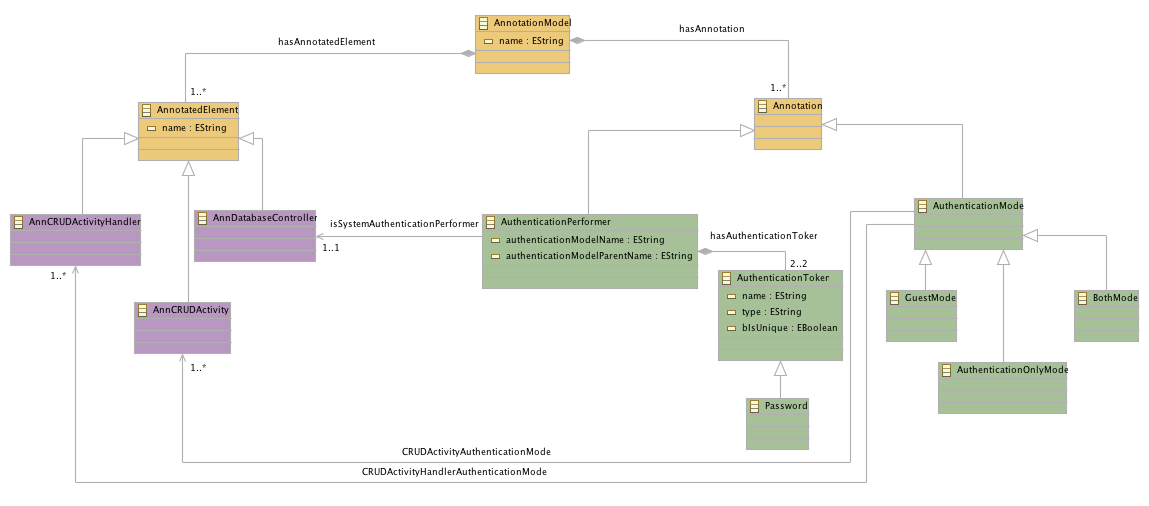 AnnotationModel
name : EString
hasAnnotatedElement
hasAnnotation
1..*
1..*
AnnotatedElement
name : EString
Annotation
AnnCRUDActivityHandler
AnnDatabaseController
isSystemAuthenticationPerformer
1..1
AuthenticationPerformer
authenticationModelName : EString
authenticationModelParentName : EString
hasAuthenticationToker
2..2
AuthenticationMode
1..*
AnnCRUDActivity
1..*
AuthenticationToker
name : EString
type : EString
bIsUnique : EBoolean
GuestMode
BothMode
AuthenticationOnlyMode
Password
CRUDActivityAuthenticationMode
CRUDActivityHandlerAuthenticationMode